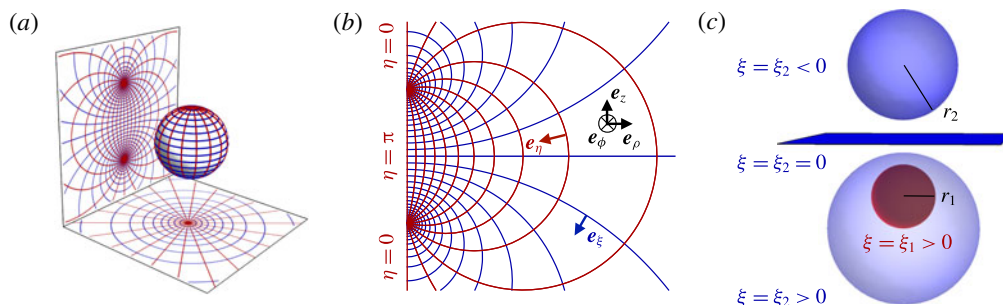 (a)
(b)
(c)
η = 0
η = π
η = 0
e_z
e_ϕ
e_ρ
e_η
e_ξ
ξ = ξ₂ < 0
r₂
ξ = ξ₂ = 0
r₁
ξ = ξ₁ > 0
ξ = ξ₂ > 0